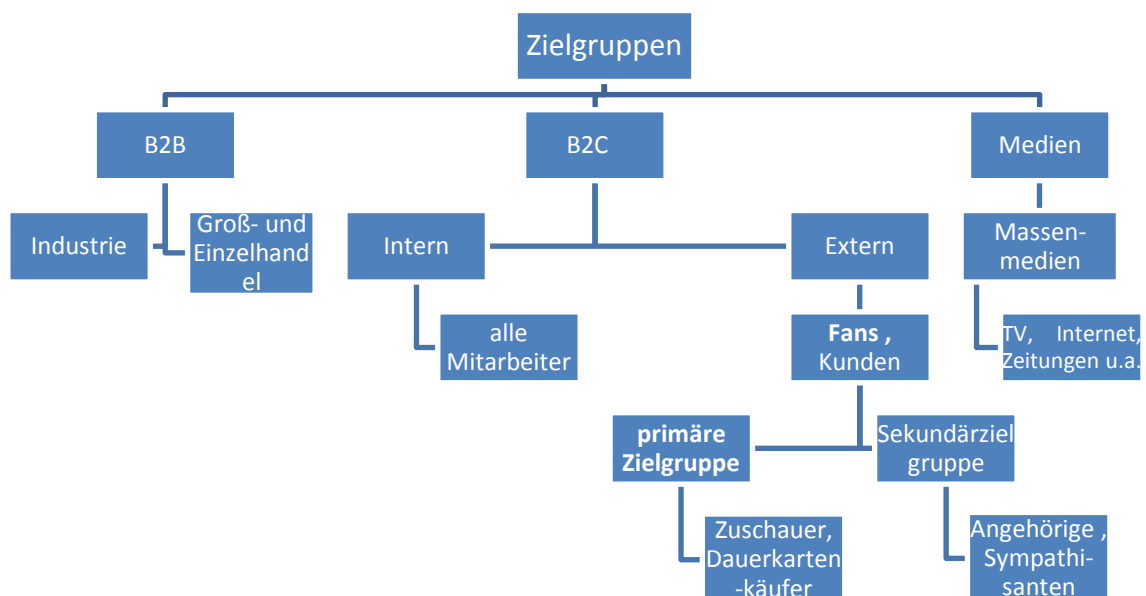 Zielgruppen
B2B
B2C
Medien
Industrie
Groß- und
Einzelhand
el
Intern
Extern
Massen-
medien
alle
Mitarbeiter
Fans ,
Kunden
TV, Internet,
Zeitungen u.a.
primäre
Zielgruppe
Sekundärziel
gruppe
Zuschauer,
Dauerkarten
-käufer
Angehörige ,
Sympathi-
santen